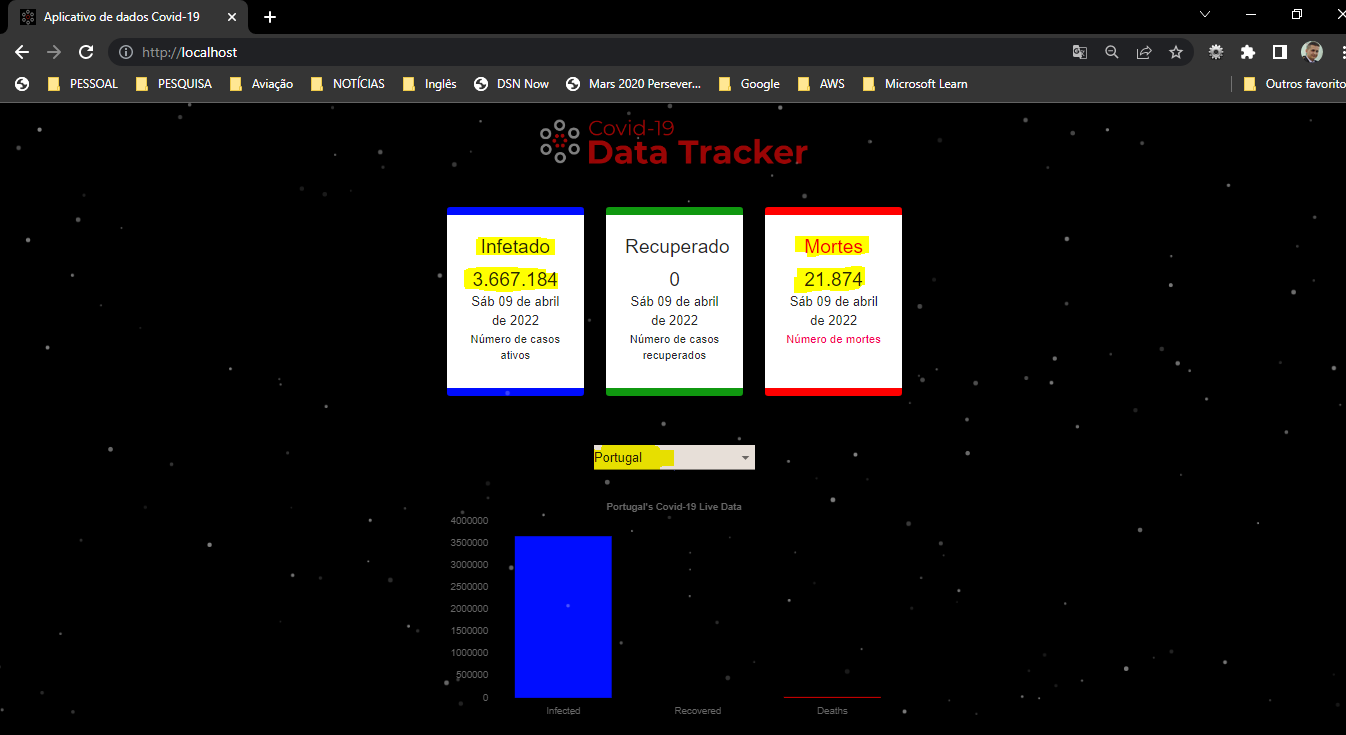 Aplicativo de dados Covid-19
http://localhost
PESSOAL PESQUISA Aviação NOTÍCIAS Inglês DSN Now Mars 2020 Persever... Google AWS Microsoft Learn Outros favorito
Covid-19
Data Tracker
Infetado
3.667.184
Sáb 09 de abril
de 2022
Número de casos
ativos
Recuperado
0
Sáb 09 de abril
de 2022
Número de casos
recuperados
Mortes
21.874
Sáb 09 de abril
de 2022
Número de mortes
Portugal
Portugal's Covid-19 Live Data
4000000
3500000
3000000
2500000
2000000
1500000
1000000
500000
0
Infected Recovered Deaths